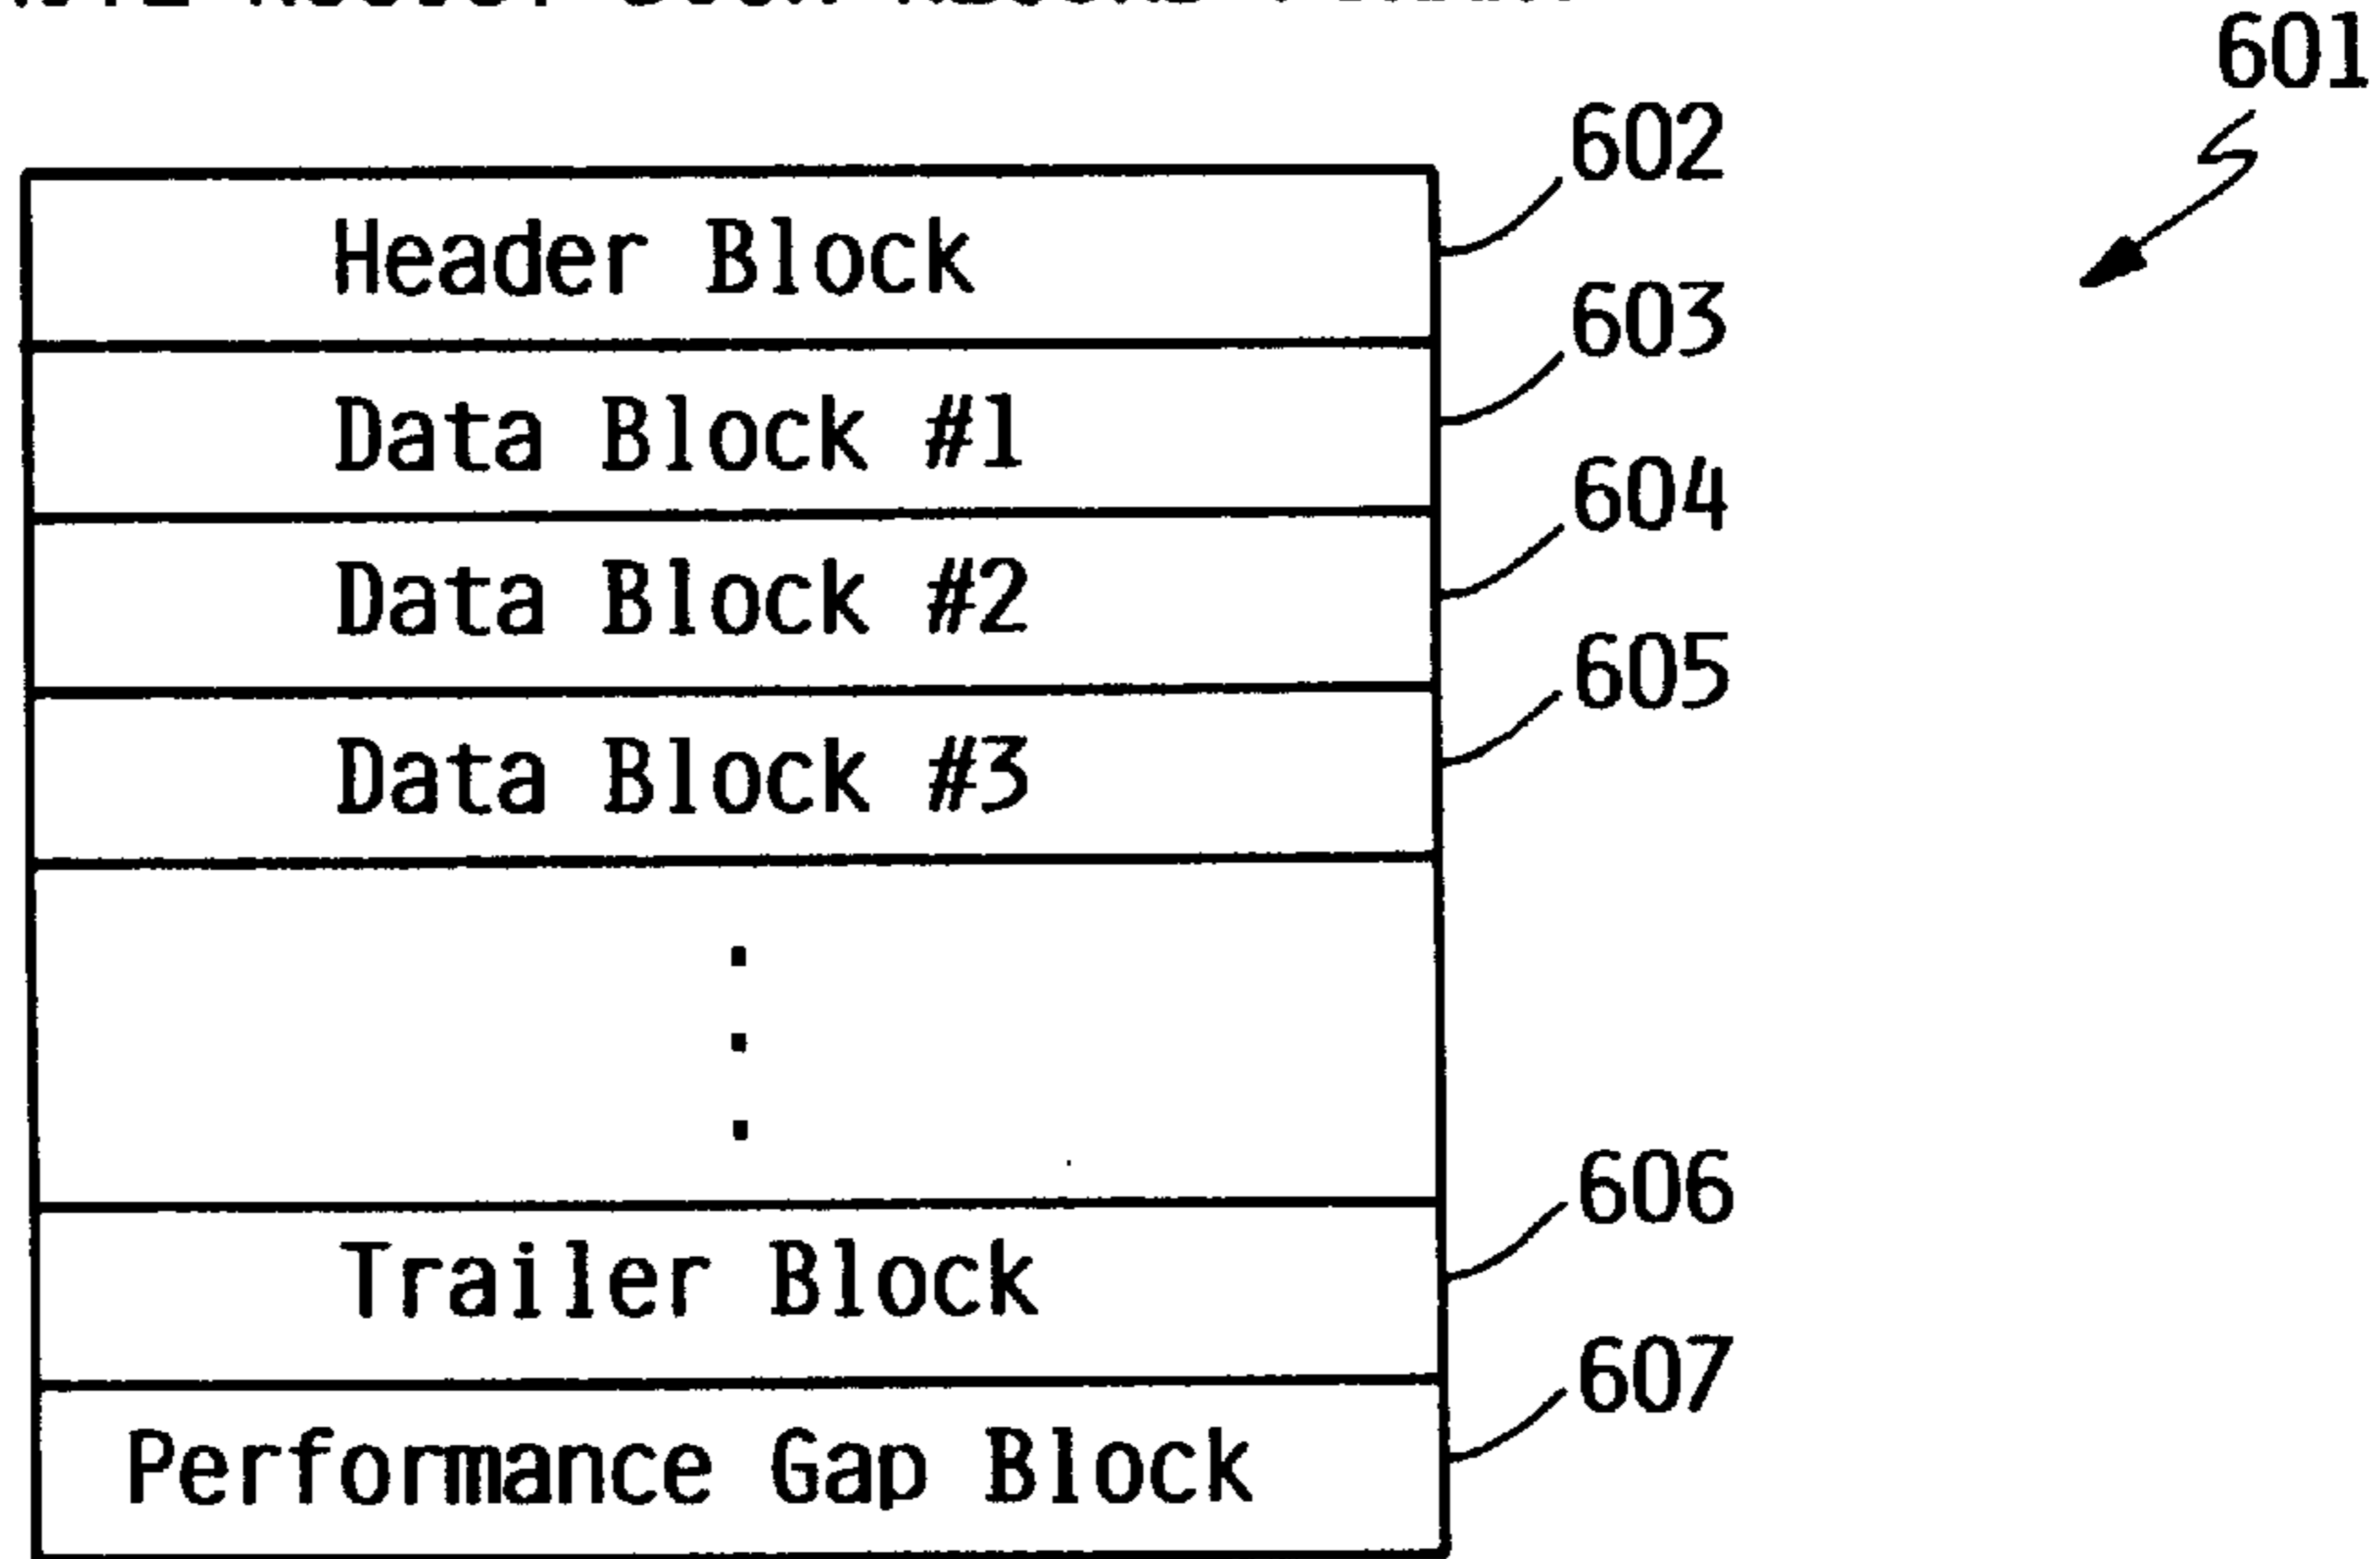 601
602
Header Block
603
Data Block #1
604
Data Block #2
605
Data Block #3
606
Trailer Block
607
Performance Gap Block